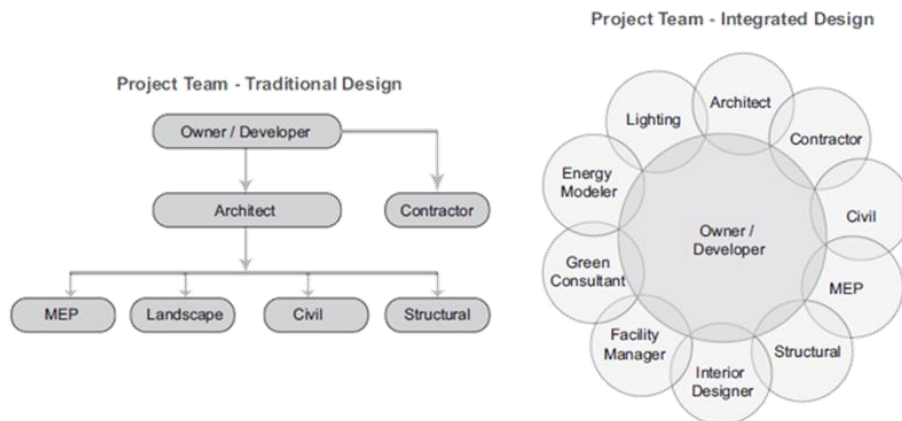 Project Team - Traditional Design
Owner / Developer
Architect
Contractor
MEP
Landscape
Civil
Structural
Project Team - Integrated Design
Architect
Contractor
Civil
MEP
Structural
Interior
Designer
Facility
Manager
Green
Consultant
Energy
Modeler
Lighting
Owner /
Developer